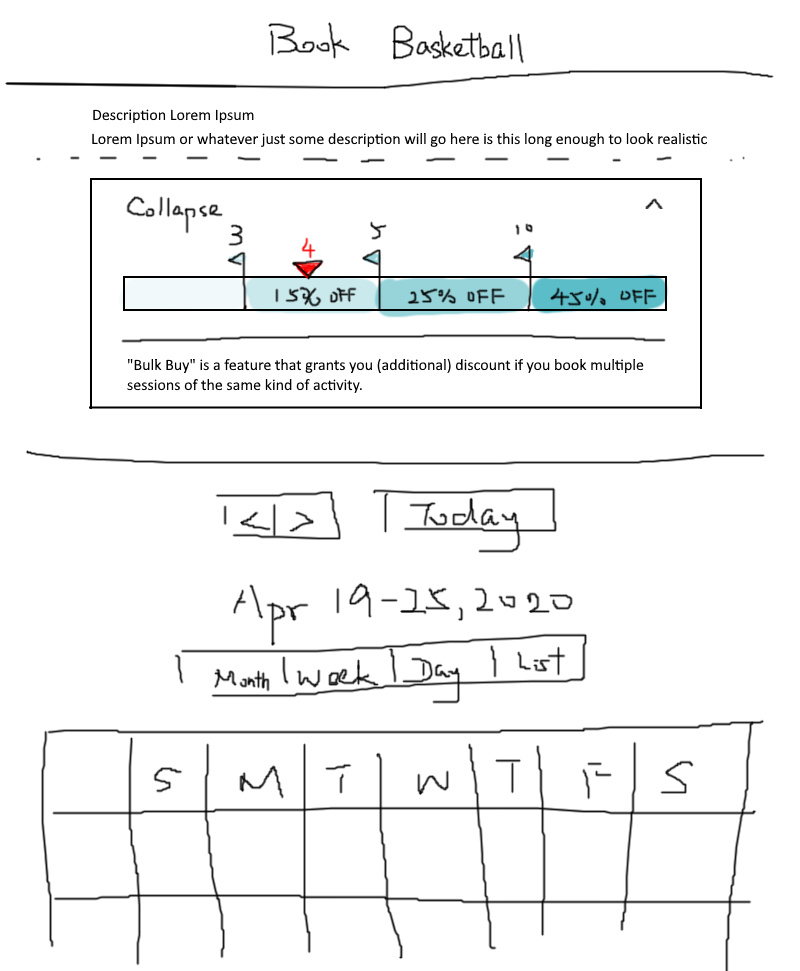 Book Basketball
Description Lorem Ipsum
Lorem Ipsum or whatever just some description will go here is this long enough to look realistic
Collapse ^
3 4 5 10
15% OFF 25% OFF 45% OFF
"Bulk Buy" is a feature that grants you (additional) discount if you book multiple
sessions of the same kind of activity.
< | > Today
Apr 19-25, 2020
Month | Week | Day | List
S M T W T F S